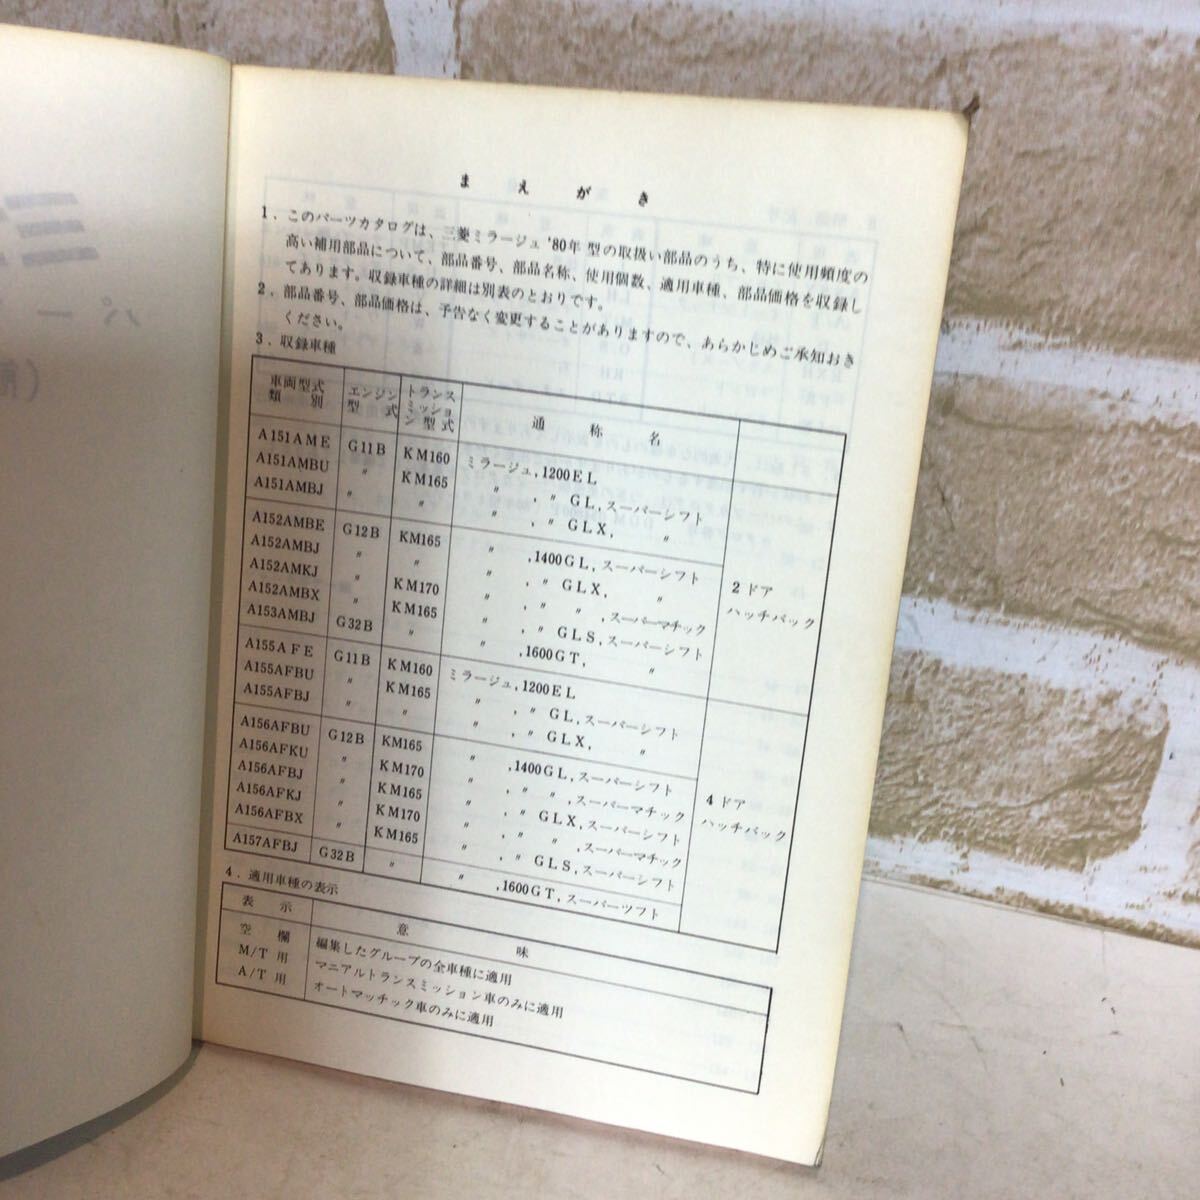 まえがき
1．このパーツカタログは、三菱ミラージュ '80年 型の取扱い部品のうち、特に使用頻度の
高い補用部品について、部品番号、部品名称、使用個数、適用車種、部品価格を収録し
てあります。収録車種の詳細は別表のとおりです。
2．部品番号、部品価格は、予告なく変更することがありますので、あらかじめご承知おき
ください。
3．収録車種
車両型式類別 エンジン型式 トランスミッション型式 通称名
A151AME G11B KM160 ミラージュ,1200EL
A151AMBU 〃 KM165 〃 ,〃 GL,スーパーシフト
A151AMBJ 〃 〃 〃 ,〃 GLX, 〃
A152AMBE G12B KM165 〃 ,1400GL,スーパーシフト
A152AMBJ 〃 〃 〃 ,〃 GLX, 〃
A152AMKJ 〃 KM170 〃 ,〃 〃 ,スーパーマチック
A152AMBX 〃 KM165 〃 ,〃 GLS,スーパーシフト
A153AMBJ G32B 〃 〃 ,1600GT, 〃
2ドア
ハッチバック
A155AFE G11B KM160 ミラージュ,1200EL
A155AFBU 〃 KM165 〃 ,〃 GL,スーパーシフト
A155AFBJ 〃 〃 〃 ,〃 GLX, 〃
A156AFBU G12B KM165 〃 ,1400GL,スーパーシフト
A156AFKU 〃 KM170 〃 ,〃 〃 ,スーパーマチック
A156AFBJ 〃 KM165 〃 ,〃 GLX,スーパーシフト
A156AFKJ 〃 KM170 〃 ,〃 〃 ,スーパーマチック
A156AFBX 〃 KM165 〃 ,〃 GLS,スーパーシフト
A157AFBJ G32B 〃 〃 ,1600GT,スーパーツフト
4ドア
ハッチバック
4．適用車種の表示
表示 意味
空欄 編集したグループの全車種に適用
M/T用 マニアルトランスミッション車のみに適用
A/T用 オートマッチック車のみに適用